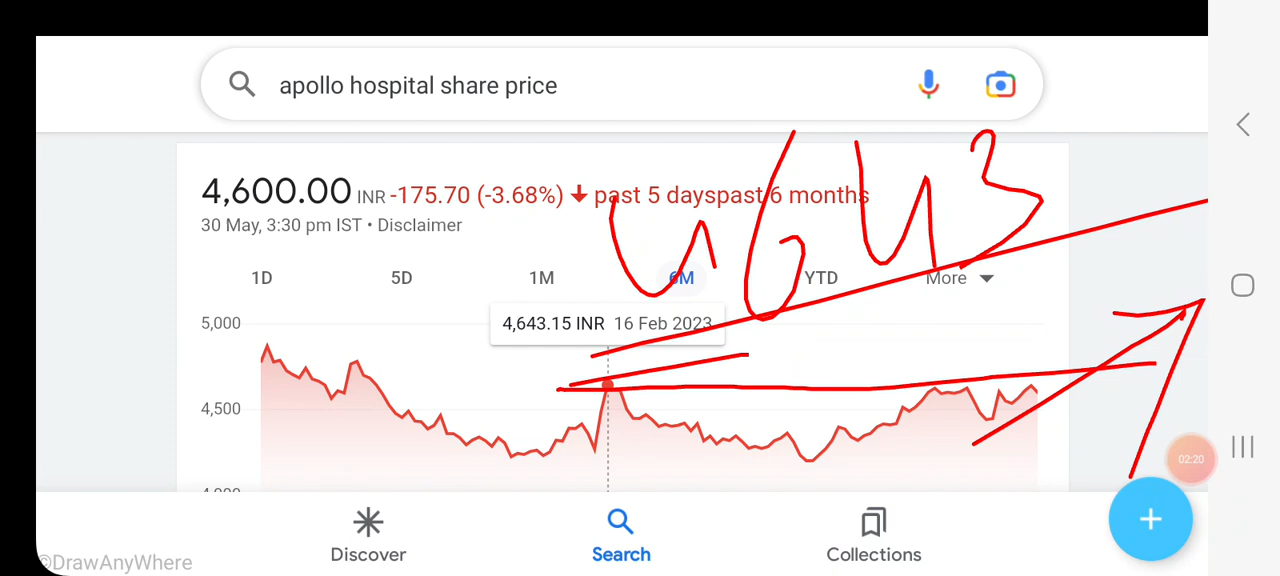 apollo hospital share price
4643
4,600.00 INR -175.70 (-3.68%) ↓ past 5 dayspast 6 months
30 May, 3:30 pm IST • Disclaimer
1D 5D 1M 6M YTD More
4,643.15 INR 16 Feb 2023
5,000
4,500
02:20
Discover Search Collections
©DrawAnyWhere